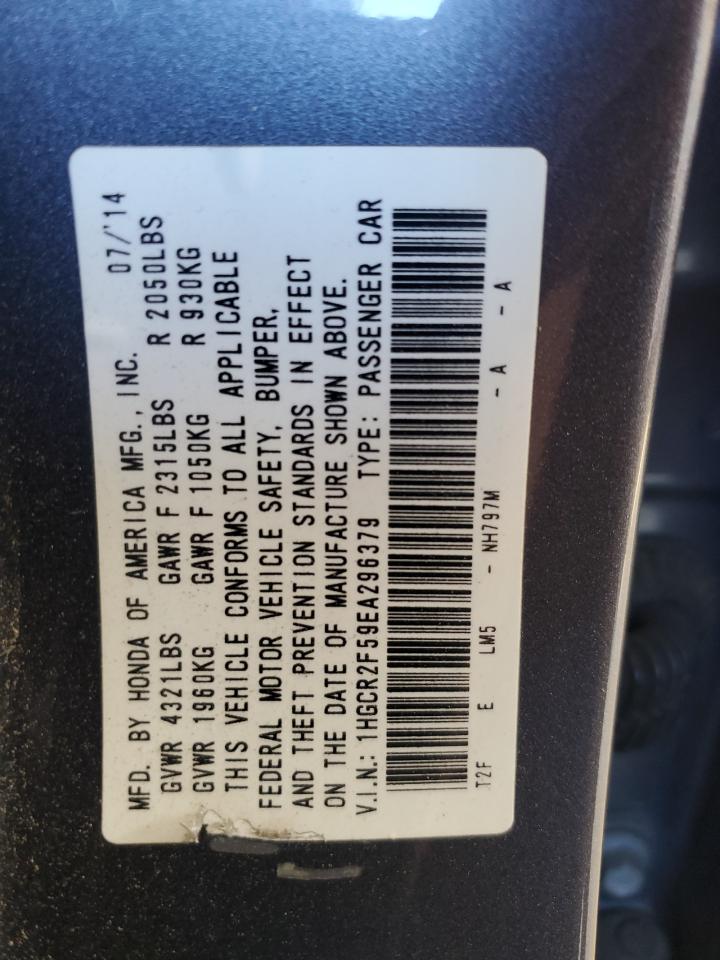 MFD. BY HONDA OF AMERICA MFG., INC. 07/'14
GVWR 4321LBS GAWR F 2315LBS R 2050LBS
GVWR 1960KG GAWR F 1050KG R 930KG
THIS VEHICLE CONFORMS TO ALL APPLICABLE
FEDERAL MOTOR VEHICLE SAFETY, BUMPER,
AND THEFT PREVENTION STANDARDS IN EFFECT
ON THE DATE OF MANUFACTURE SHOWN ABOVE.
V.I.N.: 1HGCR2F59EA296379 TYPE: PASSENGER CAR
T2F E LM5 - NH797M - A - A